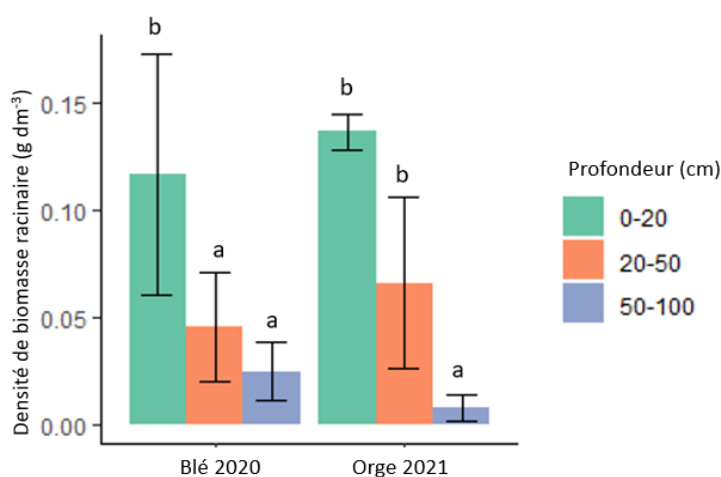 Densité de biomasse racinaire (g dm-³)
0.15
0.10
0.05
0.00
b
a
a
b
b
a
Blé 2020
Orge 2021
Profondeur (cm)
0-20
20-50
50-100